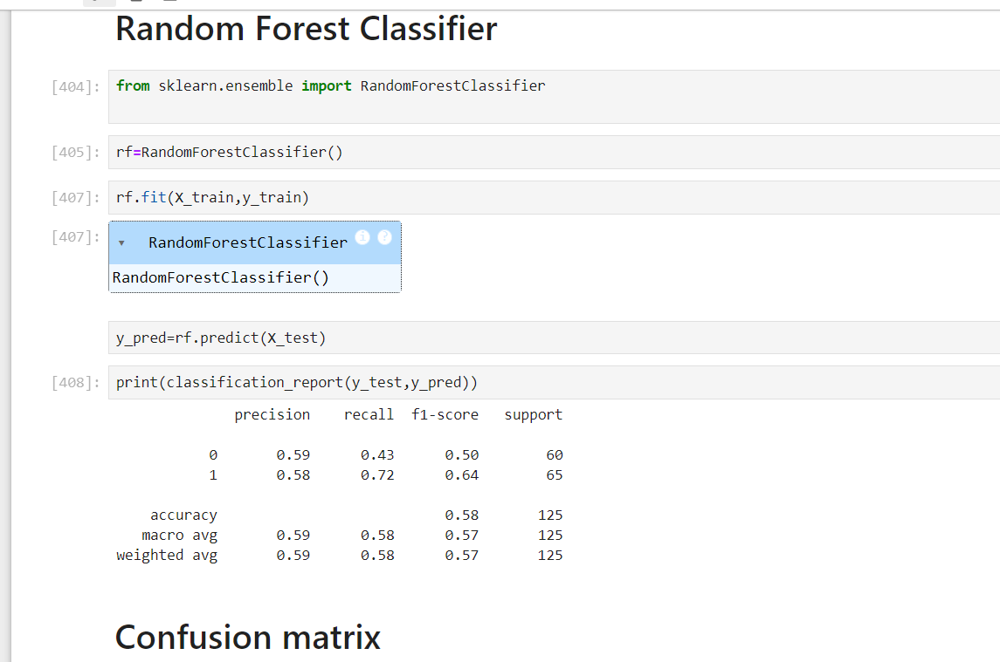 Random Forest Classifier
[404]: from sklearn.ensemble import RandomForestClassifier
[405]: rf=RandomForestClassifier()
[407]: rf.fit(X_train,y_train)
[407]: ▾ RandomForestClassifier i ?
RandomForestClassifier()
y_pred=rf.predict(X_test)
[408]: print(classification_report(y_test,y_pred))
precision recall f1-score support
0 0.59 0.43 0.50 60
1 0.58 0.72 0.64 65
accuracy 0.58 125
macro avg 0.59 0.58 0.57 125
weighted avg 0.59 0.58 0.57 125
Confusion matrix